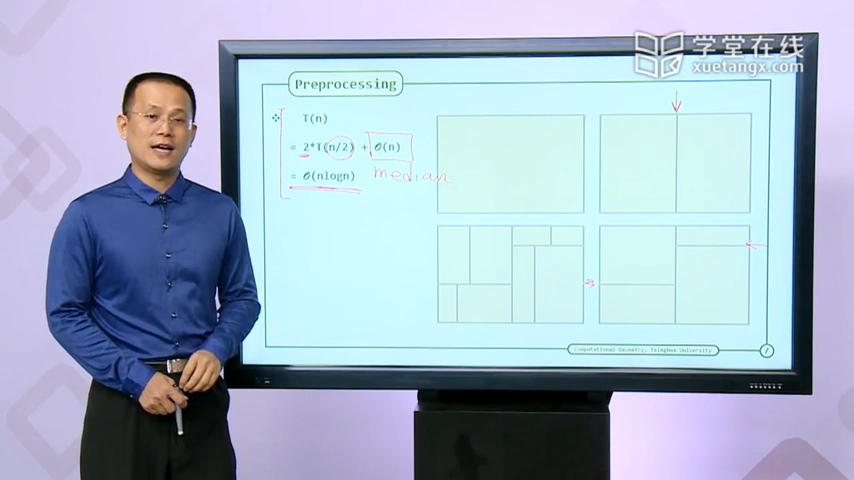 学堂在线
xuetangx.com
Preprocessing
T(n)
= 2*T(n/2) + O(n)
= O(nlogn)
median
Computational Geometry, Tsinghua University